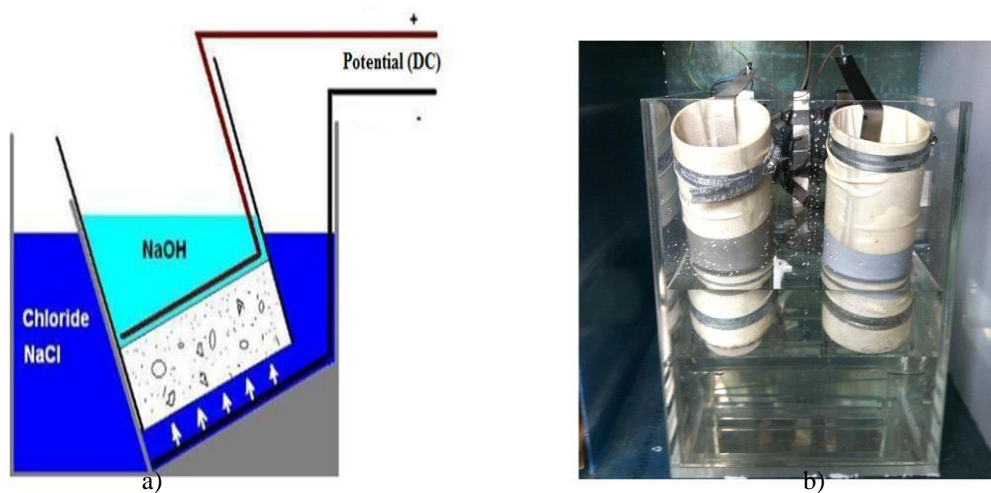 +
Potential (DC)
-
NaOH
Chloride
NaCl
a)
b)